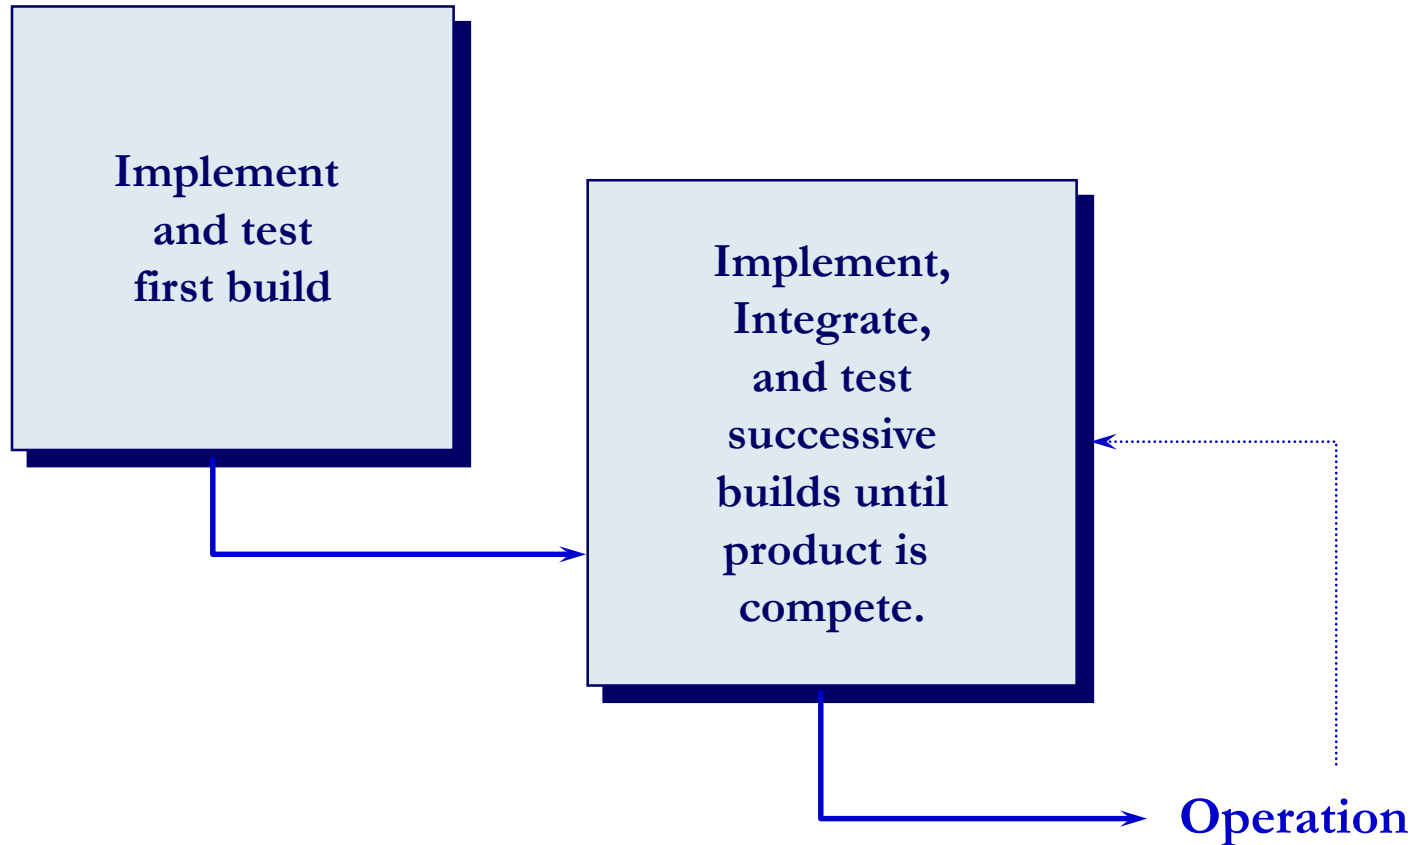 Implement
and test
first build
Implement,
Integrate,
and test
successive
builds until
product is
compete.
Operation